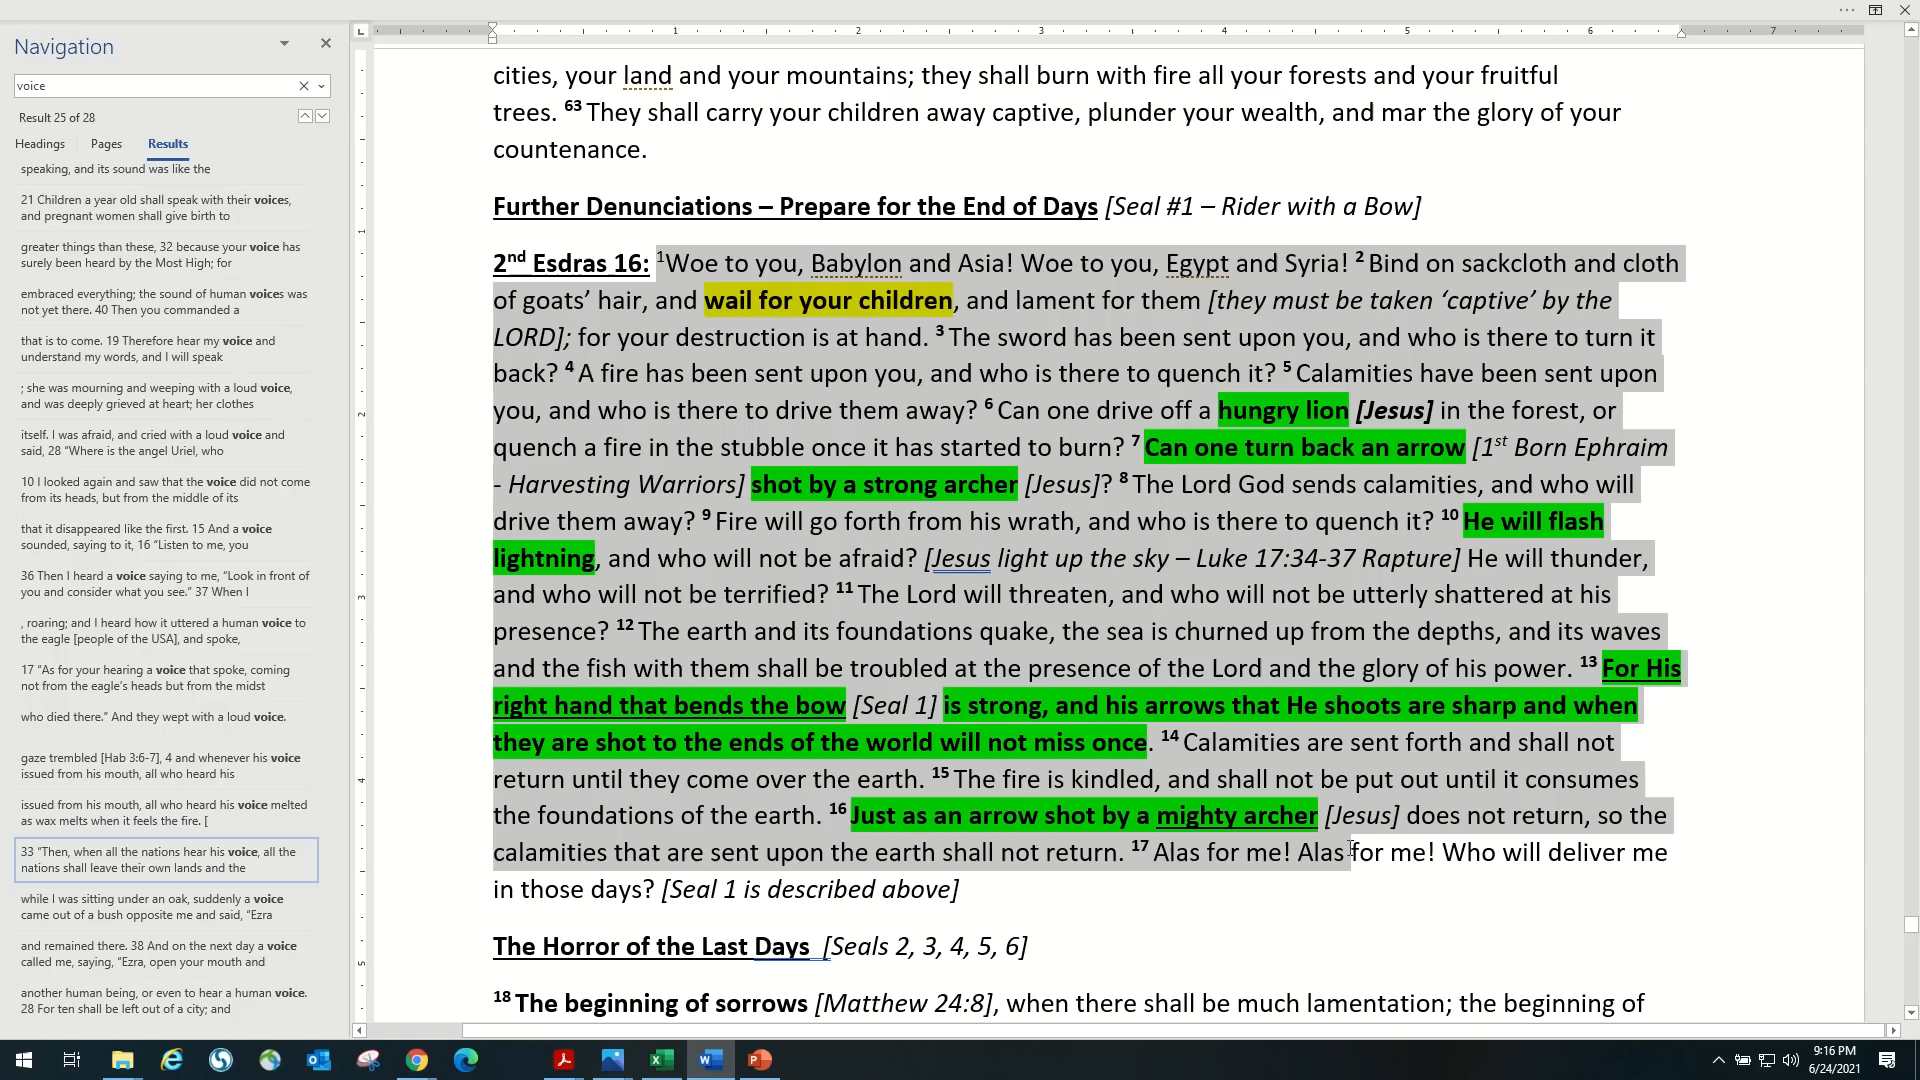 Navigation
voice
Result 25 of 28
Headings Pages Results
speaking, and its sound was like the
21 Children a year old shall speak with their voices,
and pregnant women shall give birth to
greater things than these, 32 because your voice has
surely been heard by the Most High; for
embraced everything; the sound of human voices was
not yet there. 40 Then you commanded a
that is to come. 19 Therefore hear my voice and
understand my words, and I will speak
; she was mourning and weeping with a loud voice,
and was deeply grieved at heart; her clothes
itself. I was afraid, and cried with a loud voice and
said, 28 “Where is the angel Uriel, who
10 I looked again and saw that the voice did not come
from its heads, but from the middle of its
that it disappeared like the first. 15 And a voice
sounded, saying to it, 16 “Listen to me, you
36 Then I heard a voice saying to me, “Look in front of
you and consider what you see.” 37 When I
, roaring; and I heard how it uttered a human voice to
the eagle [people of the USA], and spoke,
17 “As for your hearing a voice that spoke, coming
not from the eagle’s heads but from the midst
who died there.” And they wept with a loud voice.
gaze trembled [Hab 3:6-7], 4 and whenever his voice
issued from his mouth, all who heard his
issued from his mouth, all who heard his voice melted
as wax melts when it feels the fire. [
33 “Then, when all the nations hear his voice, all the
nations shall leave their own lands and the
while I was sitting under an oak, suddenly a voice
came out of a bush opposite me and said, “Ezra
and remained there. 38 And on the next day a voice
called me, saying, “Ezra, open your mouth and
another human being, or even to hear a human voice.
28 For ten shall be left out of a city; and
1 2 3 4 5 6 7
1
2
3
4
5
cities, your land and your mountains; they shall burn with fire all your forests and your fruitful
trees. 63 They shall carry your children away captive, plunder your wealth, and mar the glory of your
countenance.
Further Denunciations – Prepare for the End of Days [Seal #1 – Rider with a Bow]
2nd Esdras 16: 1Woe to you, Babylon and Asia! Woe to you, Egypt and Syria! 2 Bind on sackcloth and cloth
of goats’ hair, and wail for your children, and lament for them [they must be taken ‘captive’ by the
LORD]; for your destruction is at hand. 3 The sword has been sent upon you, and who is there to turn it
back? 4 A fire has been sent upon you, and who is there to quench it? 5 Calamities have been sent upon
you, and who is there to drive them away? 6 Can one drive off a hungry lion [Jesus] in the forest, or
quench a fire in the stubble once it has started to burn? 7 Can one turn back an arrow [1st Born Ephraim
- Harvesting Warriors] shot by a strong archer [Jesus]? 8 The Lord God sends calamities, and who will
drive them away? 9 Fire will go forth from his wrath, and who is there to quench it? 10 He will flash
lightning, and who will not be afraid? [Jesus light up the sky – Luke 17:34-37 Rapture] He will thunder,
and who will not be terrified? 11 The Lord will threaten, and who will not be utterly shattered at his
presence? 12 The earth and its foundations quake, the sea is churned up from the depths, and its waves
and the fish with them shall be troubled at the presence of the Lord and the glory of his power. 13 For His
right hand that bends the bow [Seal 1] is strong, and his arrows that He shoots are sharp and when
they are shot to the ends of the world will not miss once. 14 Calamities are sent forth and shall not
return until they come over the earth. 15 The fire is kindled, and shall not be put out until it consumes
the foundations of the earth. 16 Just as an arrow shot by a mighty archer [Jesus] does not return, so the
calamities that are sent upon the earth shall not return. 17 Alas for me! Alas for me! Who will deliver me
in those days? [Seal 1 is described above]
The Horror of the Last Days [Seals 2, 3, 4, 5, 6]
18 The beginning of sorrows [Matthew 24:8], when there shall be much lamentation; the beginning of
9:16 PM
6/24/2021